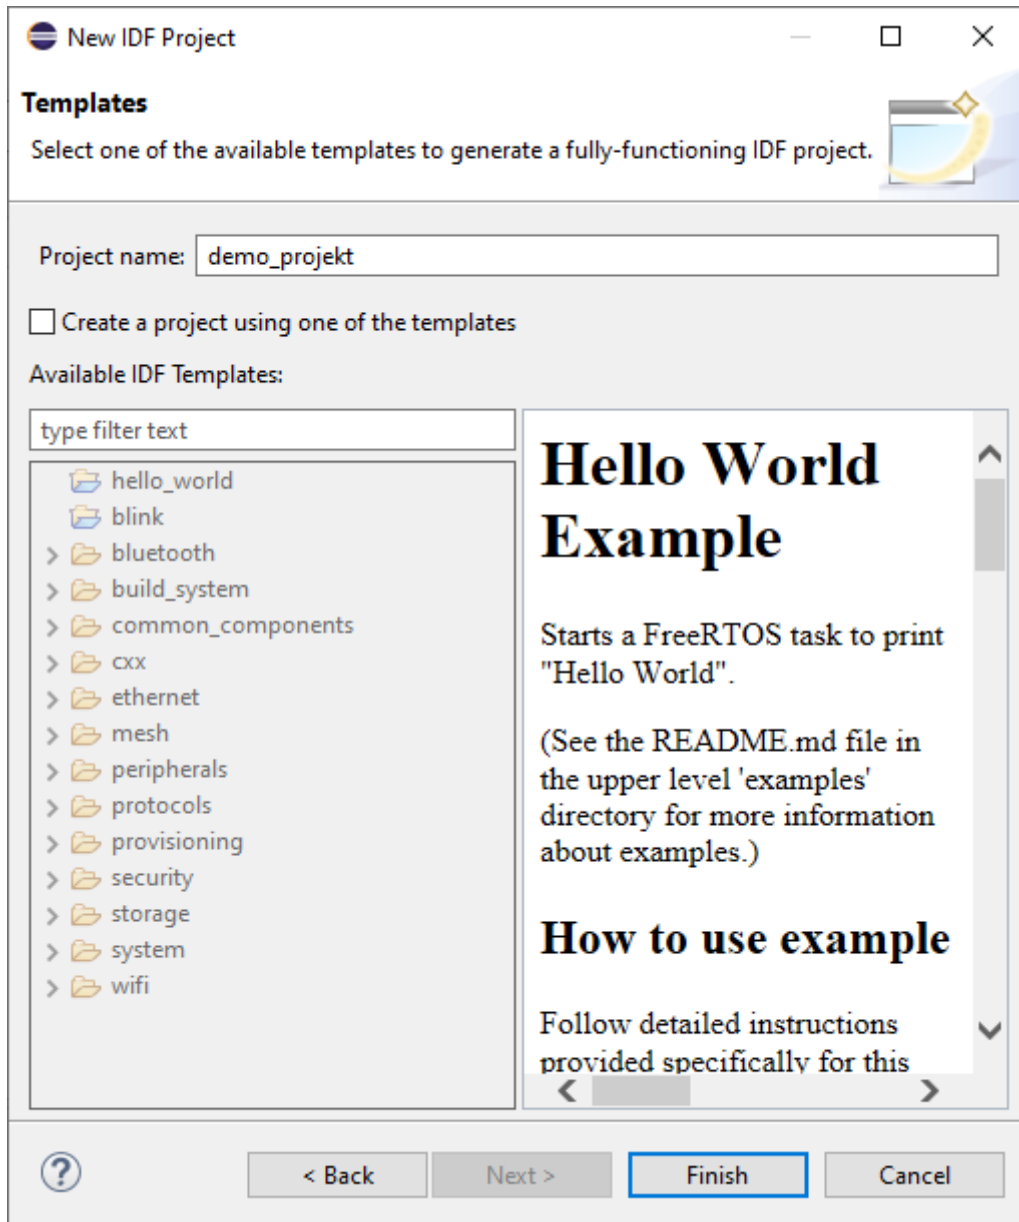 New IDF Project
Templates
Select one of the available templates to generate a fully-functioning IDF project.
Project name:
demo_projekt
Create a project using one of the templates
Available IDF Templates:
type filter text
hello_world
blink
bluetooth
build_system
common_components
cxx
ethernet
mesh
peripherals
protocols
provisioning
security
storage
system
wifi
Hello World
Example
Starts a FreeRTOS task to print
"Hello World".
(See the README.md file in
the upper level 'examples'
directory for more information
about examples.)
How to use example
Follow detailed instructions
provided specifically for this
?
< Back
Next >
Finish
Cancel